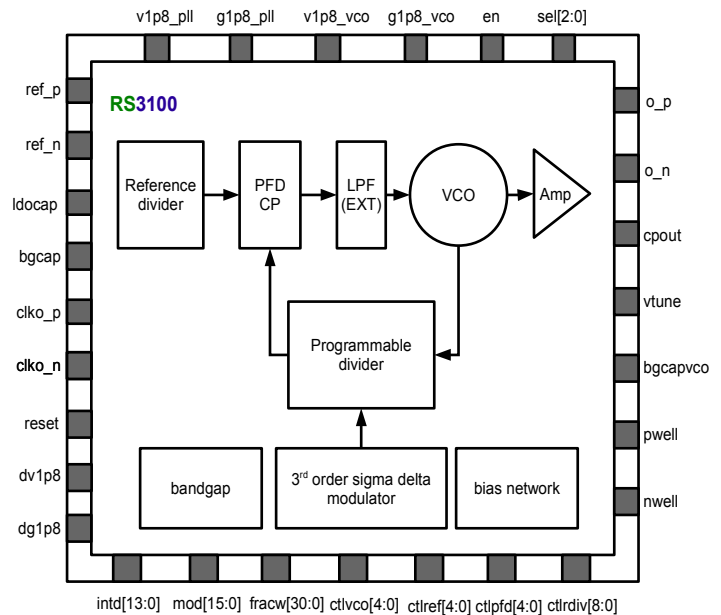 v1p8_pll g1p8_pll v1p8_vco g1p8_vco en sel[2:0]
ref_p
ref_n
ldocap
bgcap
clko_p
clko_n
reset
dv1p8
dg1p8
RS3100
Reference
divider
PFD
CP
LPF
(EXT)
VCO
Amp
Programmable
divider
bandgap
3rd order sigma delta
modulator
bias network
o_p
o_n
cpout
vtune
bgcapvco
pwell
nwell
intd[13:0] mod[15:0] fracw[30:0] ctlvco[4:0] ctlref[4:0] ctlpfd[4:0] ctlrdiv[8:0]